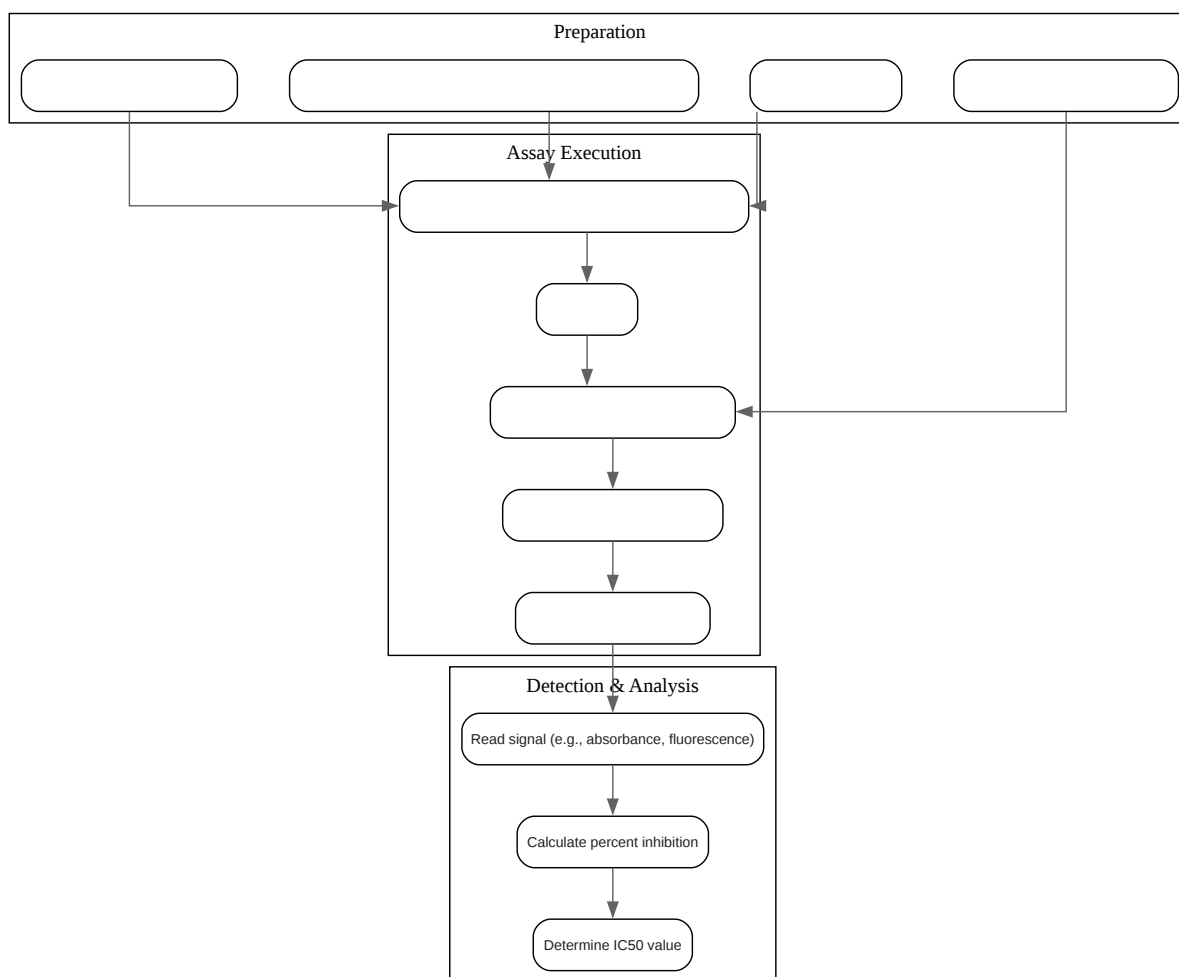 Preparation
Assay Execution
Detection & Analysis
Read signal (e.g., absorbance, fluorescence)
Calculate percent inhibition
Determine IC50 value